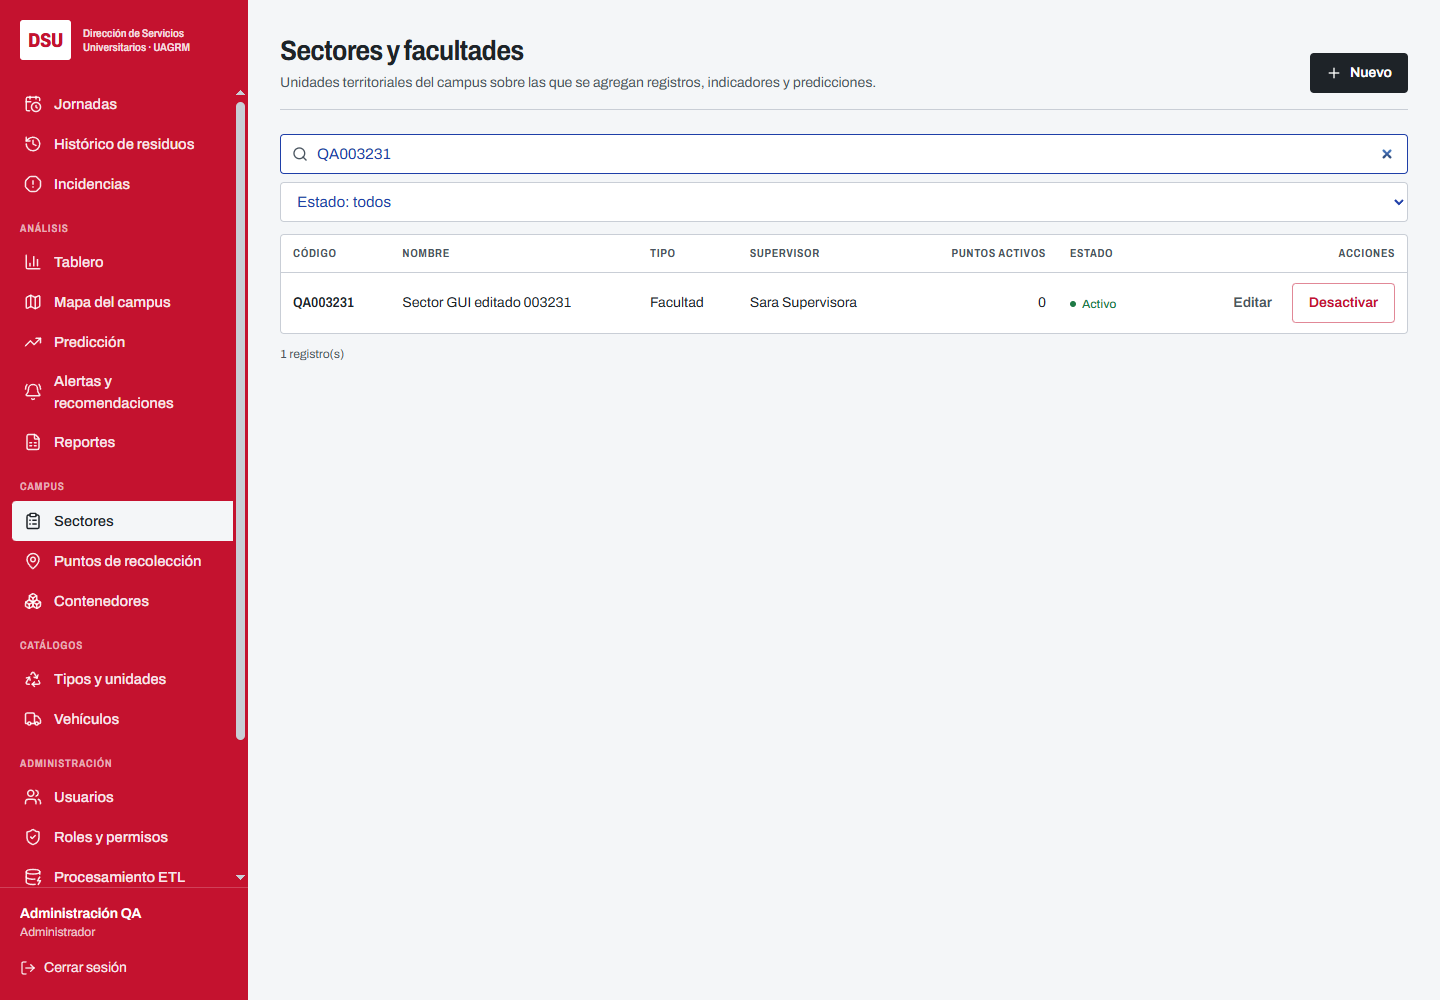 DSU
Dirección de Servicios
Universitarios · UAGRM
Jornadas
Histórico de residuos
Incidencias
ANÁLISIS
Tablero
Mapa del campus
Predicción
Alertas y
recomendaciones
Reportes
CAMPUS
Sectores
Puntos de recolección
Contenedores
CATÁLOGOS
Tipos y unidades
Vehículos
ADMINISTRACIÓN
Usuarios
Roles y permisos
Procesamiento ETL
Administración QA
Administrador
Cerrar sesión
Sectores y facultades
Unidades territoriales del campus sobre las que se agregan registros, indicadores y predicciones.
Nuevo
QA003231
Estado: todos
CÓDIGO NOMBRE TIPO SUPERVISOR PUNTOS ACTIVOS ESTADO ACCIONES
QA003231 Sector GUI editado 003231 Facultad Sara Supervisora 0 Activo Editar Desactivar
1 registro(s)